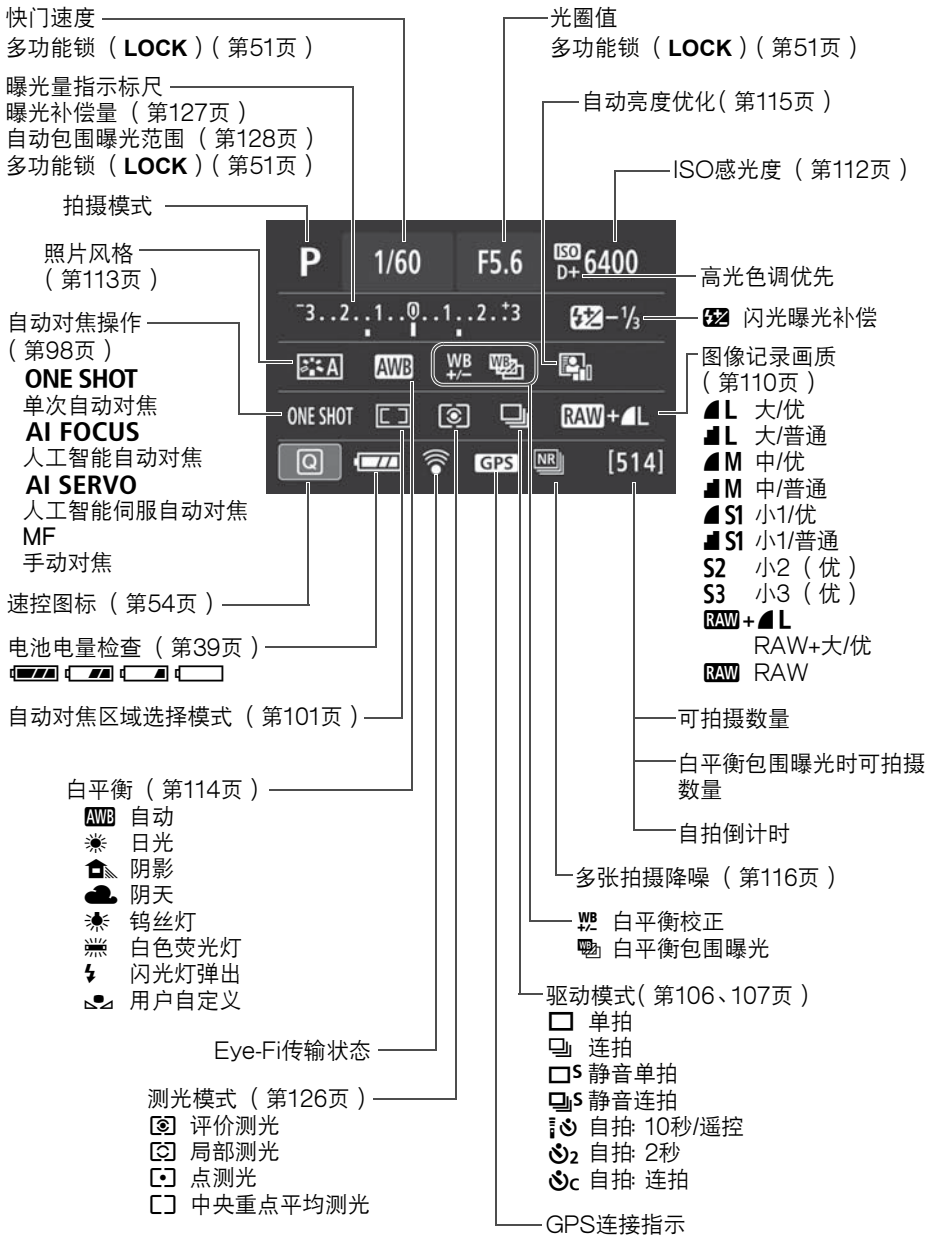 快门速度
多功能锁（LOCK）（第51页）
光圈值
多功能锁（LOCK）（第51页）
曝光量指示标尺
曝光补偿量（第127页）
自动包围曝光范围（第128页）
多功能锁（LOCK）（第51页）
自动亮度优化（第115页）
ISO感光度（第112页）
拍摄模式
照片风格
（第113页）
自动对焦操作
（第98页）
ONE SHOT
单次自动对焦
AI FOCUS
人工智能自动对焦
AI SERVO
人工智能伺服自动对焦
MF
手动对焦
速控图标（第54页）
电池电量检查（第39页）
自动对焦区域选择模式（第101页）
P 1/60 F5.6 ISO D+ 6400
-3..2..1..0..1..2..+3 -1/3
A AWB WB +/- WB
ONE SHOT RAW+L
Q GPS NR [514]
高光色调优先
闪光曝光补偿
图像记录画质
（第110页）
L 大/优
L 大/普通
M 中/优
M 中/普通
S1 小1/优
S1 小1/普通
S2 小2（优）
S3 小3（优）
RAW+L
RAW+大/优
RAW RAW
可拍摄数量
白平衡包围曝光时可拍摄
数量
自拍倒计时
多张拍摄降噪（第116页）
WB +/- 白平衡校正
WB 白平衡包围曝光
白平衡（第114页）
AWB 自动
日光
阴影
阴天
钨丝灯
白色荧光灯
闪光灯弹出
用户自定义
Eye-Fi传输状态
测光模式（第126页）
评价测光
局部测光
点测光
中央重点平均测光
驱动模式（第106、107页）
单拍
连拍
S 静音单拍
S 静音连拍
自拍: 10秒/遥控
2 自拍: 2秒
C 自拍: 连拍
GPS连接指示